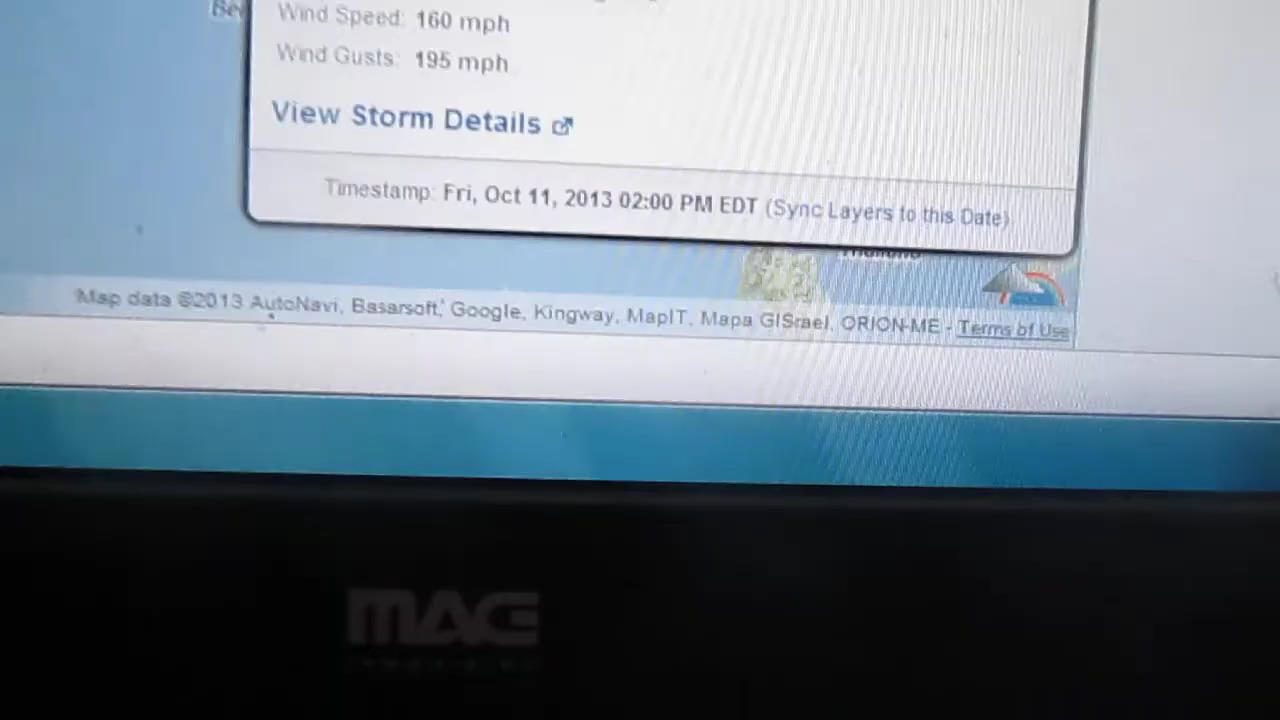 Wind Speed: 160 mph
Wind Gusts: 195 mph
View Storm Details
Timestamp: Fri, Oct 11, 2013 02:00 PM EDT (Sync Layers to this Date)
Map data ©2013 AutoNavi, Basarsoft, Google, Kingway, MapIT, Mapa GISrael, ORION-ME - Terms of Use
MAG